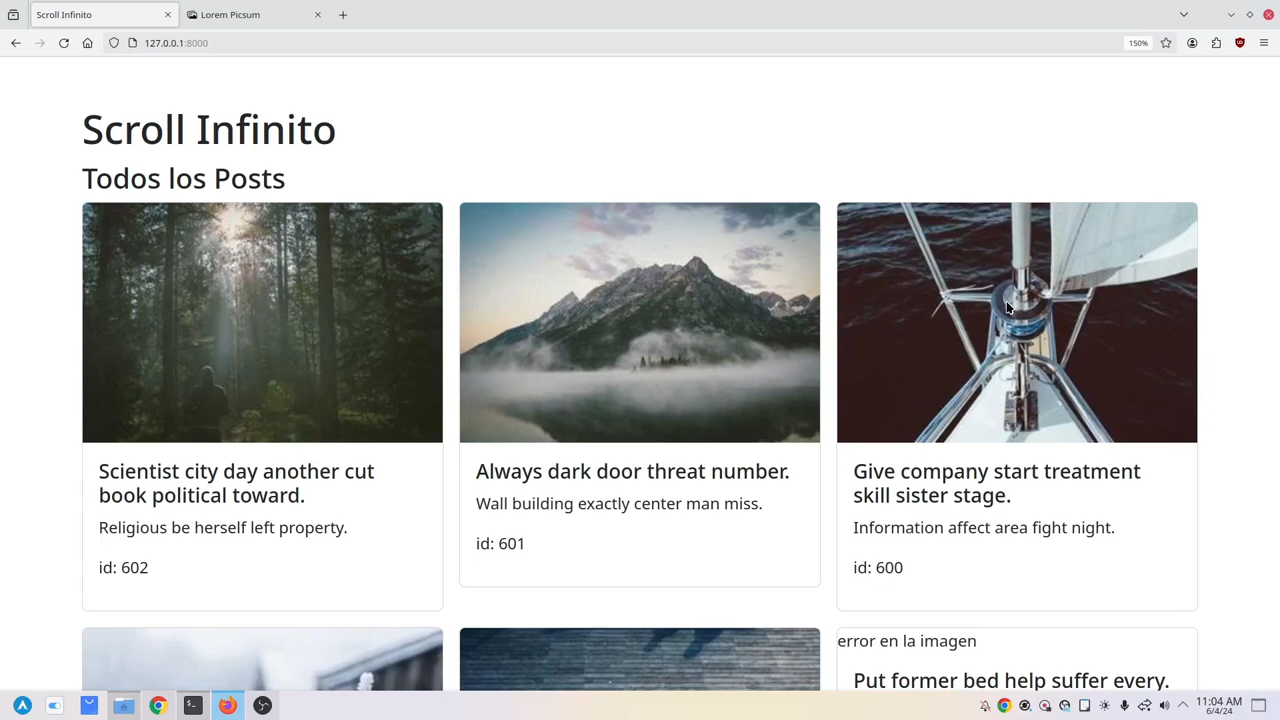 Scroll Infinito
Lorem Picsum
127.0.0.1:8000
150%
Scroll Infinito
Todos los Posts
Scientist city day another cut
book political toward.
Religious be herself left property.
id: 602
Always dark door threat number.
Wall building exactly center man miss.
id: 601
Give company start treatment
skill sister stage.
Information affect area fight night.
id: 600
error en la imagen
Put former bed help suffer every.
11:04 AM
6/4/24